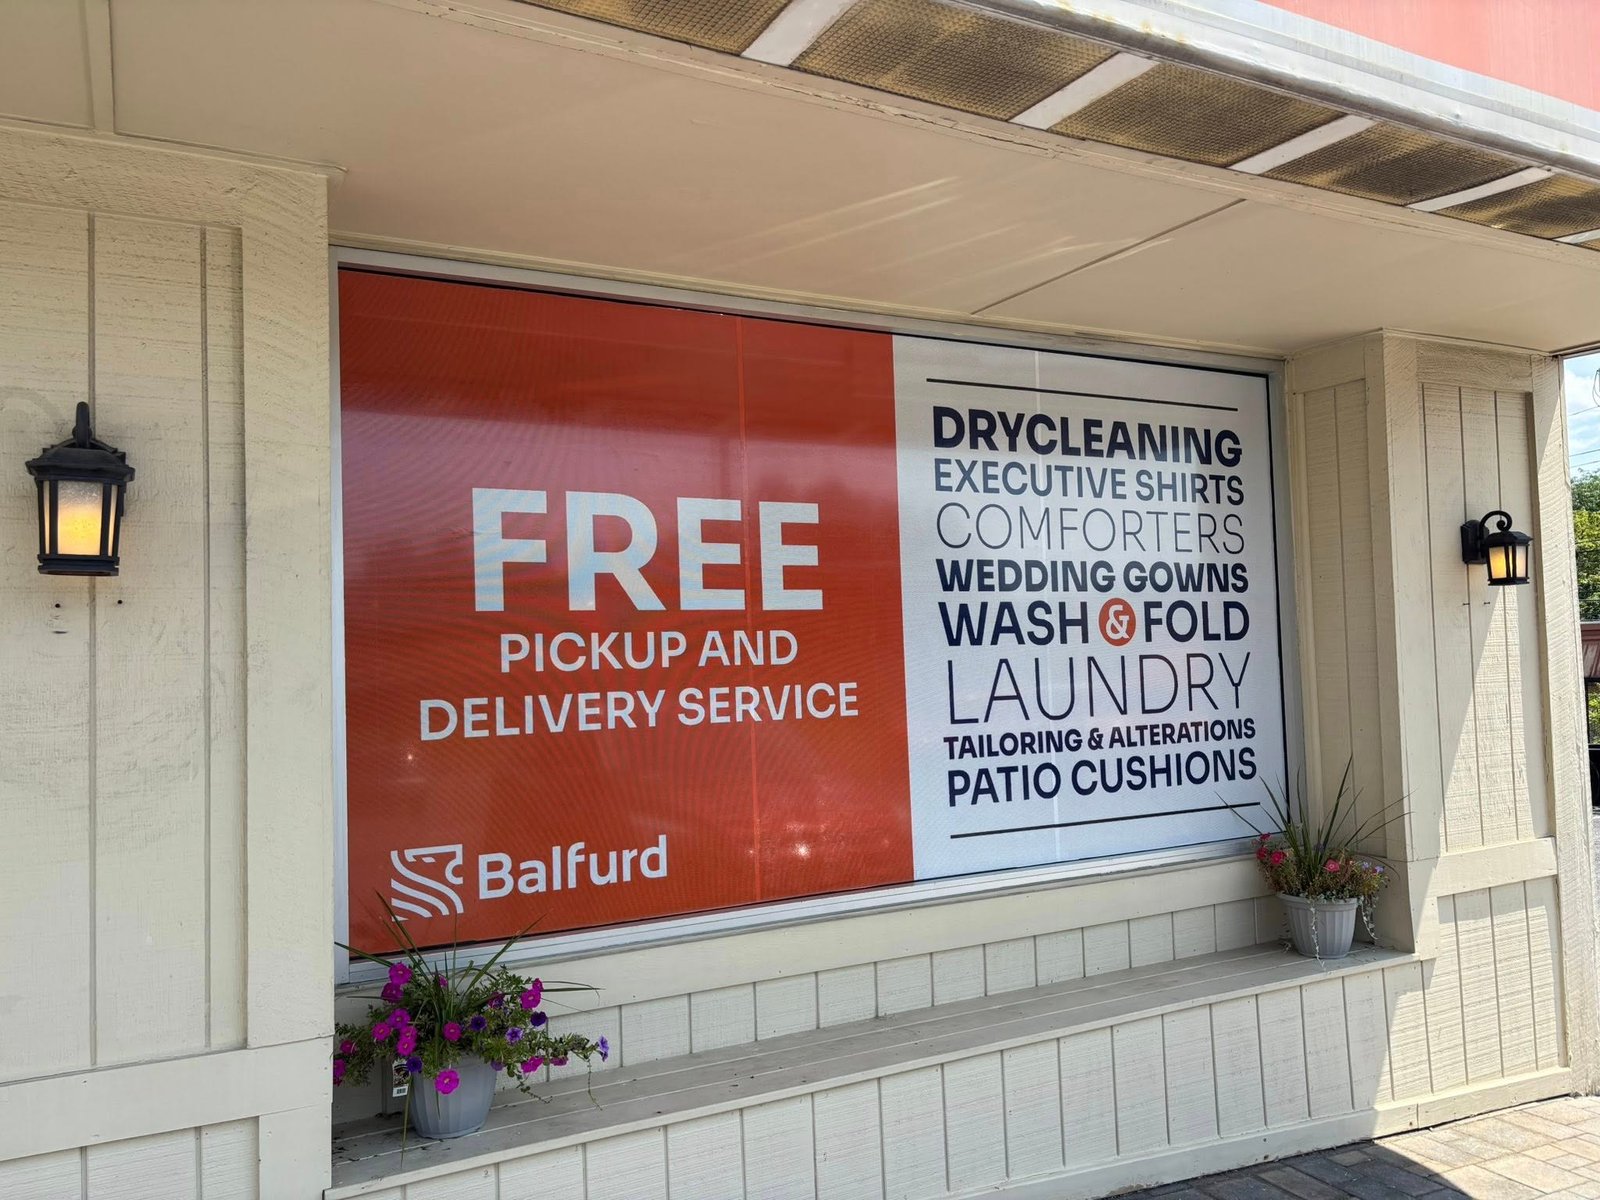 FREE
PICKUP AND
DELIVERY SERVICE
Balfurd
DRYCLEANING
EXECUTIVE SHIRTS
COMFORTERS
WEDDING GOWNS
WASH & FOLD
LAUNDRY
TAILORING & ALTERATIONS
PATIO CUSHIONS